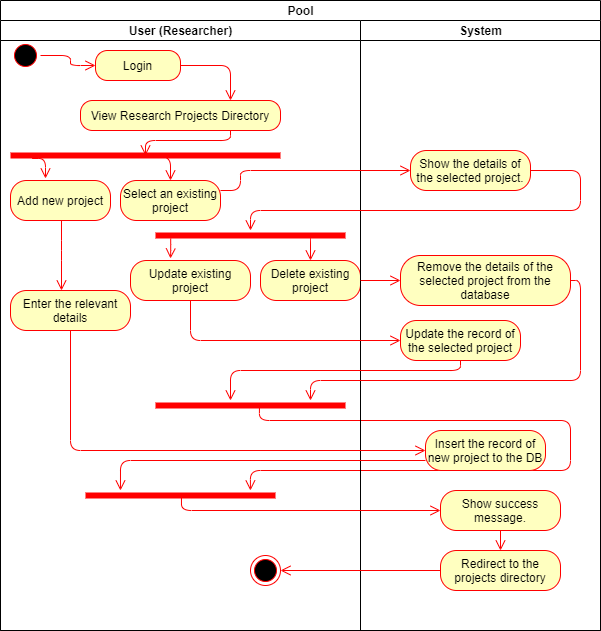 Pool
User (Researcher)
System
Login
View Research Projects Directory
Add new project
Select an existing
project
Show the details of
the selected project.
Update existing
project
Delete existing
project
Remove the details of the
selected project from the
database
Enter the relevant
details
Update the record of
the selected project
Insert the record of
new project to the DB
Show success
message.
Redirect to the
projects directory